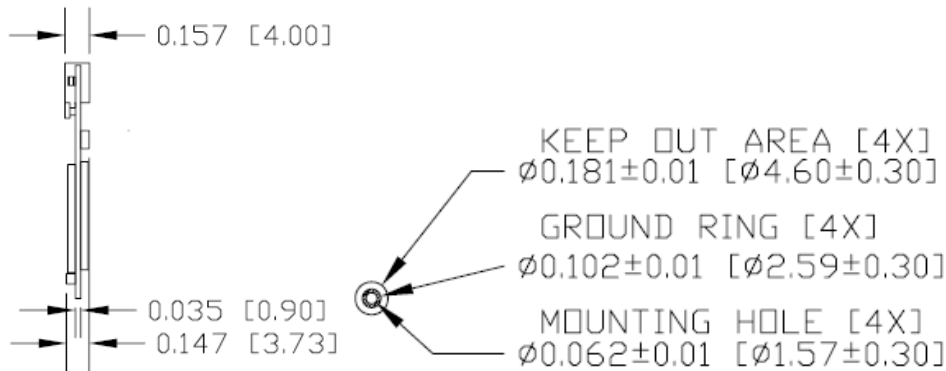 0.157 [4.00]
KEEP OUT AREA [4X]
Ø0.181±0.01 [Ø4.60±0.30]
GROUND RING [4X]
Ø0.102±0.01 [Ø2.59±0.30]
0.035 [0.90]
0.147 [3.73]
MOUNTING HOLE [4X]
Ø0.062±0.01 [Ø1.57±0.30]